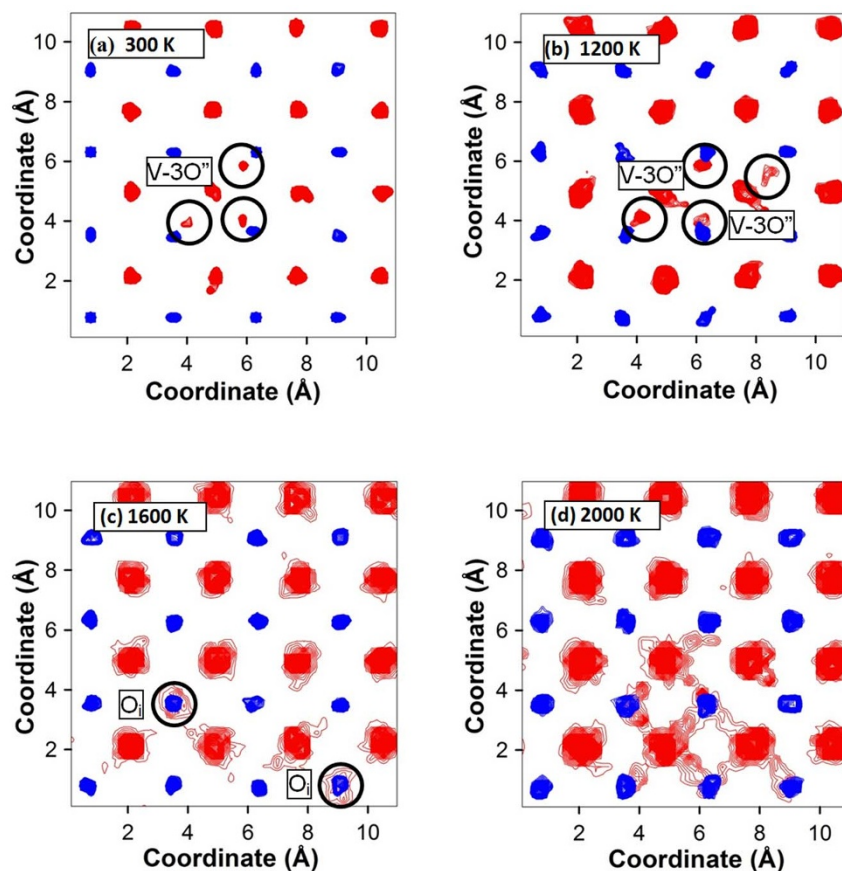 (a) 300 K
(b) 1200 K
10
8
6
4
2
Coordinate (Å)
V-3O”
2 4 6 8 10
Coordinate (Å)
10
8
6
4
2
Coordinate (Å)
V-3O”
V-3O”
2 4 6 8 10
Coordinate (Å)
(c) 1600 K
(d) 2000 K
10
8
6
4
2
Coordinate (Å)
Oi
Oi
2 4 6 8 10
Coordinate (Å)
10
8
6
4
2
Coordinate (Å)
2 4 6 8 10
Coordinate (Å)